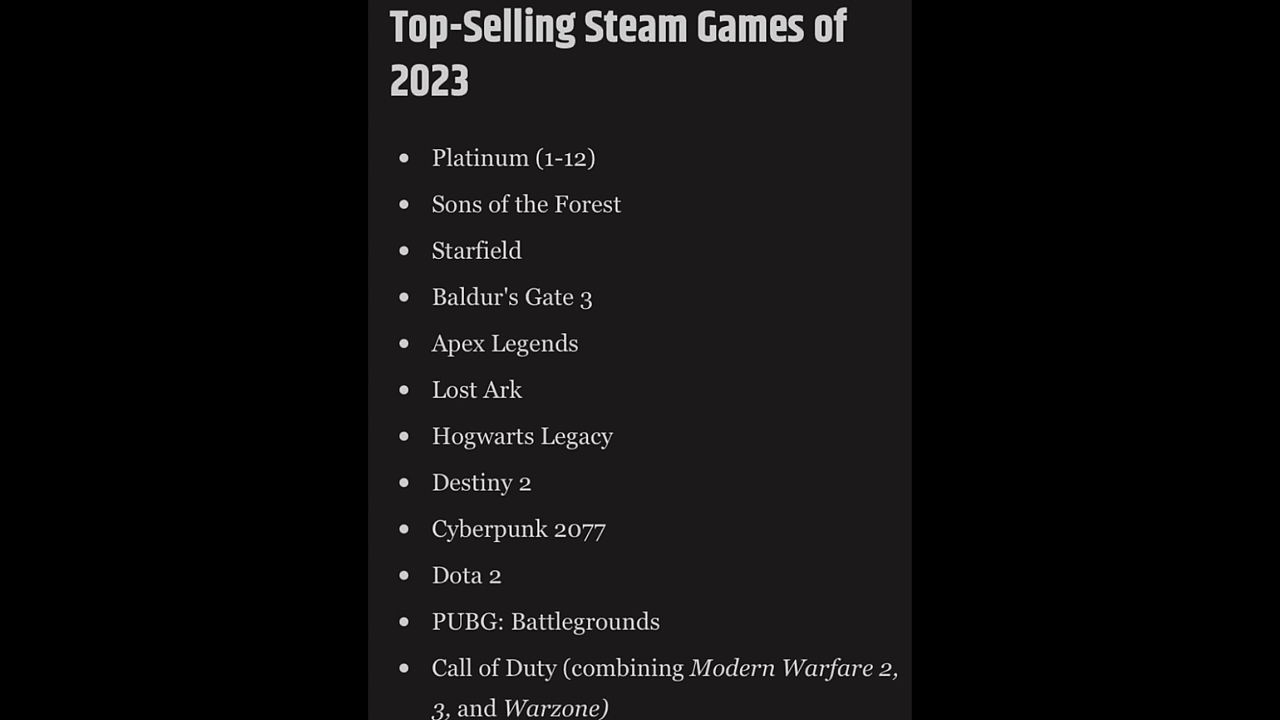 Top-Selling Steam Games of
2023
• Platinum (1-12)
• Sons of the Forest
• Starfield
• Baldur's Gate 3
• Apex Legends
• Lost Ark
• Hogwarts Legacy
• Destiny 2
• Cyberpunk 2077
• Dota 2
• PUBG: Battlegrounds
• Call of Duty (combining Modern Warfare 2,
3, and Warzone)